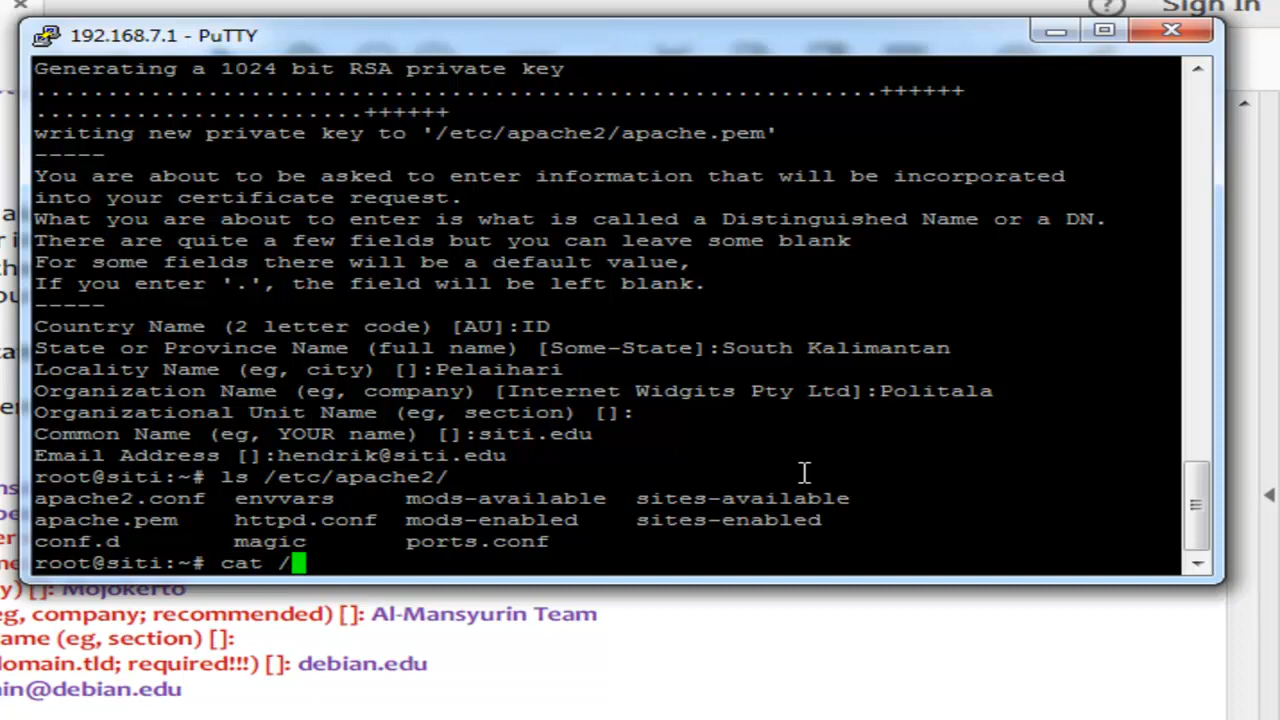 Sign In
192.168.7.1 - PuTTY
Generating a 1024 bit RSA private key
...........................................................++++++
.......................++++++
writing new private key to '/etc/apache2/apache.pem'
-----
You are about to be asked to enter information that will be incorporated
into your certificate request.
What you are about to enter is what is called a Distinguished Name or a DN.
There are quite a few fields but you can leave some blank
For some fields there will be a default value,
If you enter '.', the field will be left blank.
-----
Country Name (2 letter code) [AU]:ID
State or Province Name (full name) [Some-State]:South Kalimantan
Locality Name (eg, city) []:Pelaihari
Organization Name (eg, company) [Internet Widgits Pty Ltd]:Politala
Organizational Unit Name (eg, section) []:
Common Name (eg, YOUR name) []:siti.edu
Email Address []:hendrik@siti.edu
root@siti:~# ls /etc/apache2/
apache2.conf envvars mods-available sites-available
apache.pem httpd.conf mods-enabled sites-enabled
conf.d magic ports.conf
root@siti:~# cat /
y) []: Mojokerto
eg, company; recommended) []: Al-Mansyurin Team
ame (eg, section) []:
domain.tld; required!!!) []: debian.edu
in@debian.edu